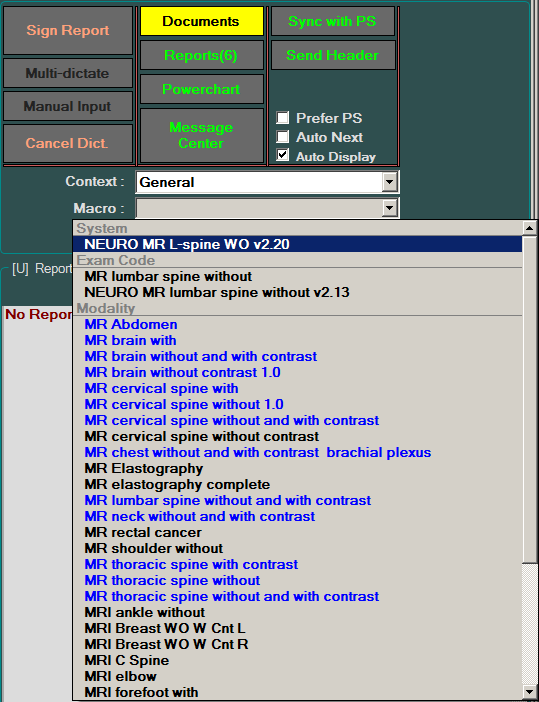 Sign Report
Documents
Sync with PS
Multi-dictate
Reports(6)
Send Header
Manual Input
Powerchart
Cancel Dict.
Message
Center
Prefer PS
Auto Next
Auto Display
Context :
General
Macro :
System
NEURO MR L-spine WO v2.20
Exam Code
[U] Report
MR lumbar spine without
NEURO MR lumbar spine without v2.13
Modality
No Repor
MR Abdomen
MR brain with
MR brain without and with contrast
MR brain without contrast 1.0
MR cervical spine with
MR cervical spine without 1.0
MR cervical spine without and with contrast
MR cervical spine without contrast
MR chest without and with contrast  brachial plexus
MR Elastography
MR elastography complete
MR lumbar spine without and with contrast
MR neck without and with contrast
MR rectal cancer
MR shoulder without
MR thoracic spine with contrast
MR thoracic spine without
MR thoracic spine without and with contrast
MRI ankle without
MRI Breast WO W Cnt L
MRI Breast WO W Cnt R
MRI C Spine
MRI elbow
MRI forefoot with